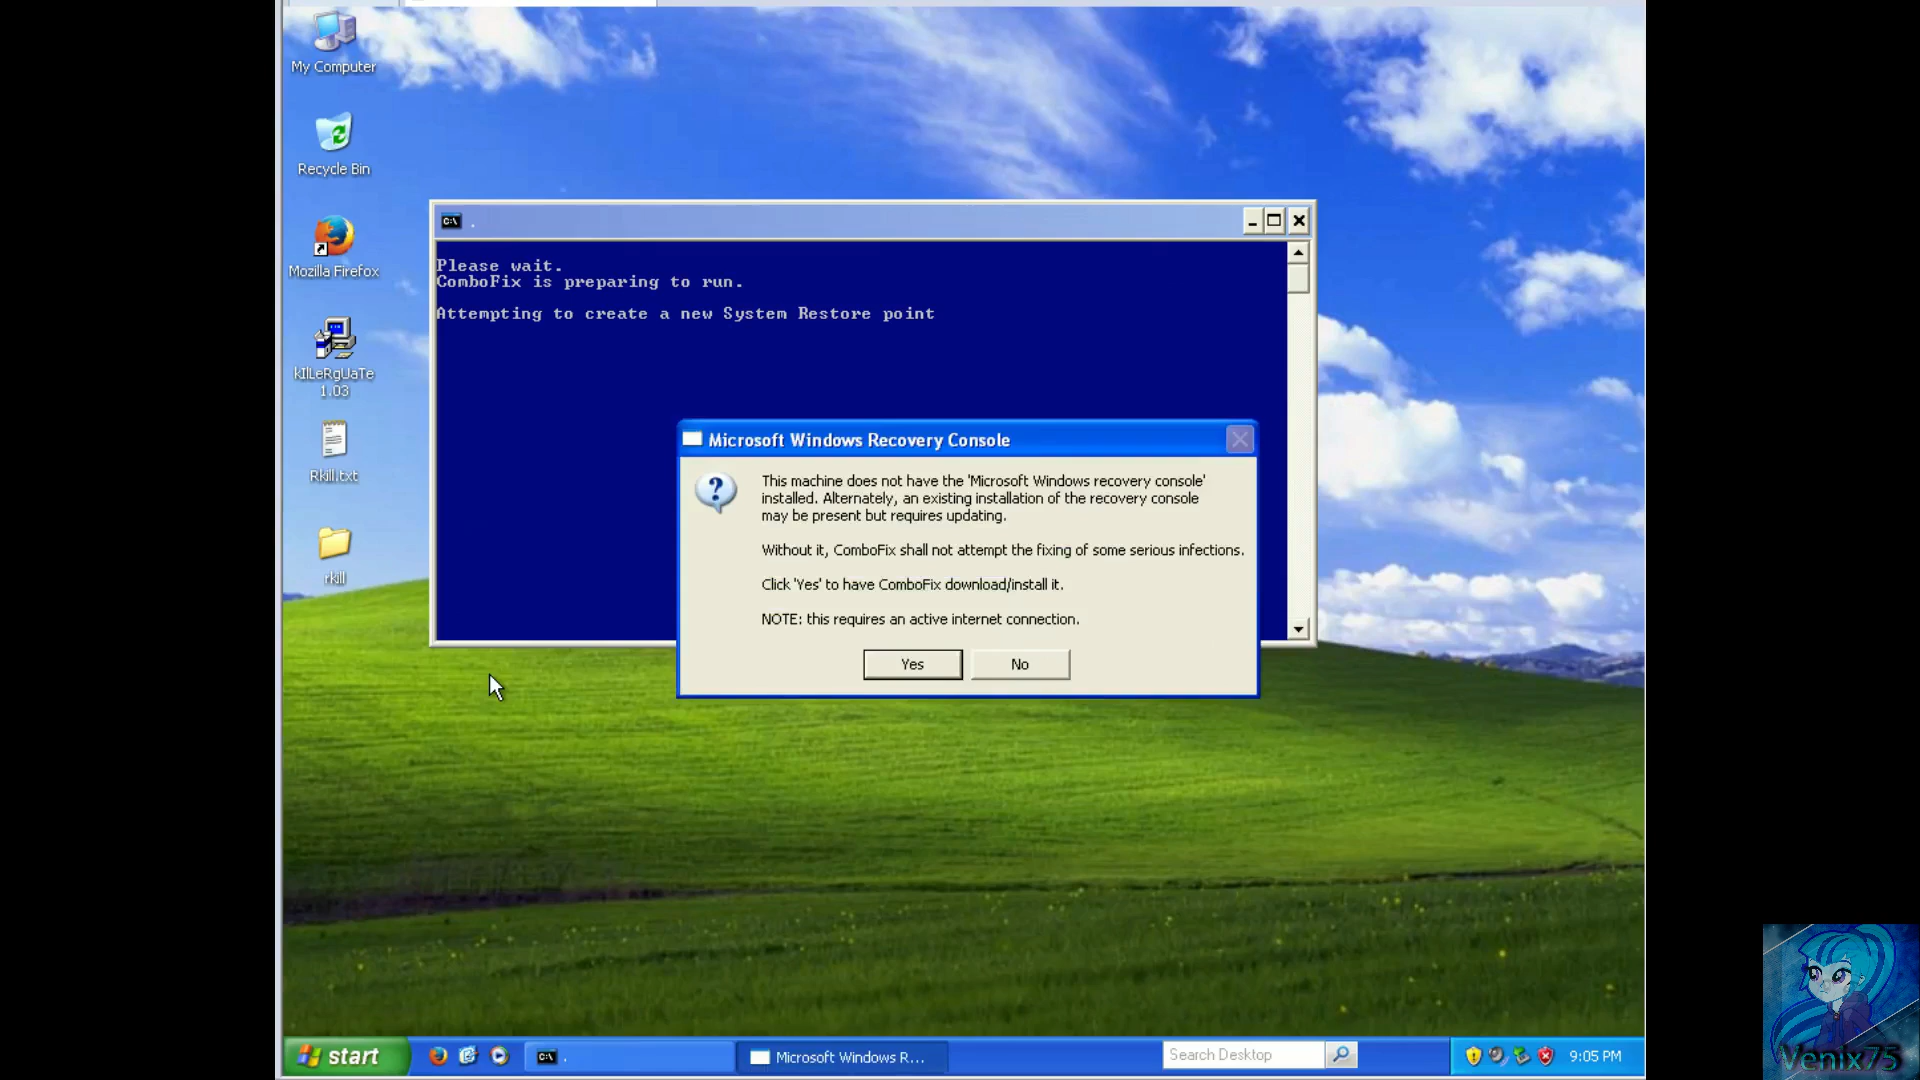 My Computer
Recycle Bin
Mozilla Firefox
kIlLeRgUaTe
1.03
Rkill.txt
rkill
C:\ .
Please wait.
ComboFix is preparing to run.
Attempting to create a new System Restore point
Microsoft Windows Recovery Console
This machine does not have the 'Microsoft Windows recovery console'
installed. Alternately, an existing installation of the recovery console
may be present but requires updating.
Without it, ComboFix shall not attempt the fixing of some serious infections.
Click 'Yes' to have ComboFix download/install it.
NOTE: this requires an active internet connection.
Yes
No
start
C:\ .
Microsoft Windows R...
Search Desktop
9:05 PM
Venix75